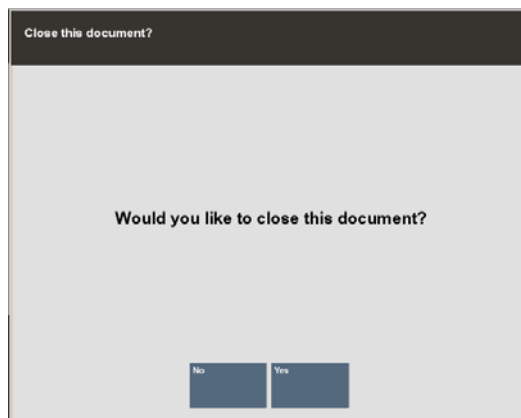 Close this document?
Would you like to close this document?
No
Yes